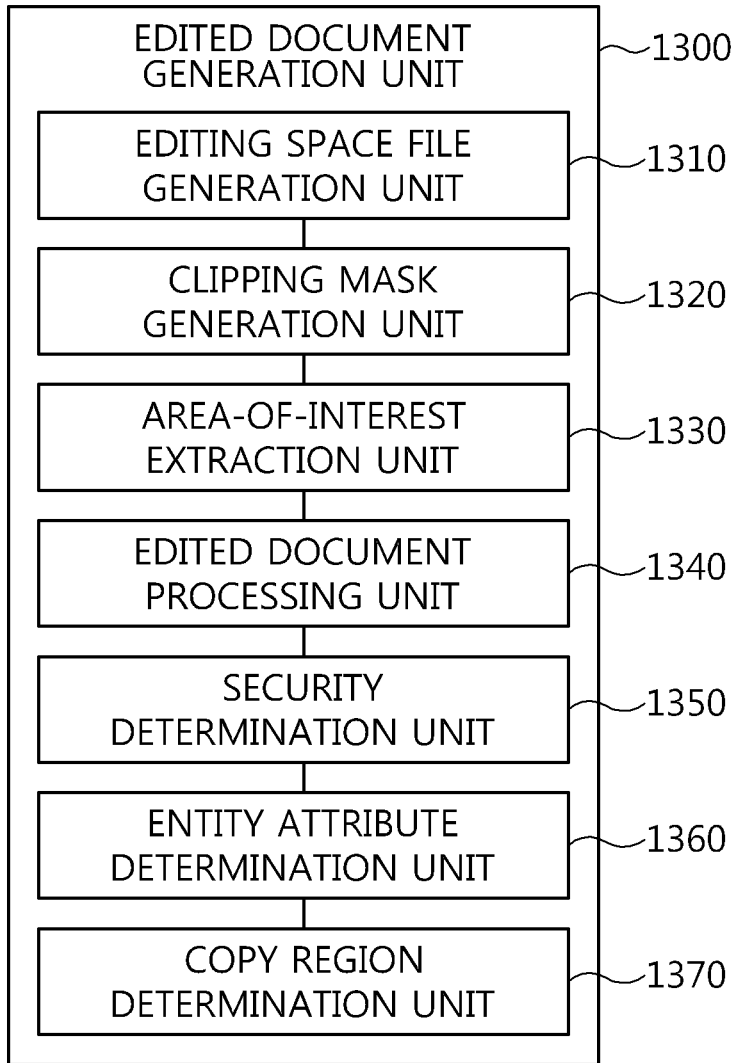 EDITED DOCUMENT
GENERATION UNIT
1300
EDITING SPACE FILE
GENERATION UNIT
1310
CLIPPING MASK
GENERATION UNIT
1320
AREA-OF-INTEREST
EXTRACTION UNIT
1330
EDITED DOCUMENT
PROCESSING UNIT
1340
SECURITY
DETERMINATION UNIT
1350
ENTITY ATTRIBUTE
DETERMINATION UNIT
1360
COPY REGION
DETERMINATION UNIT
1370